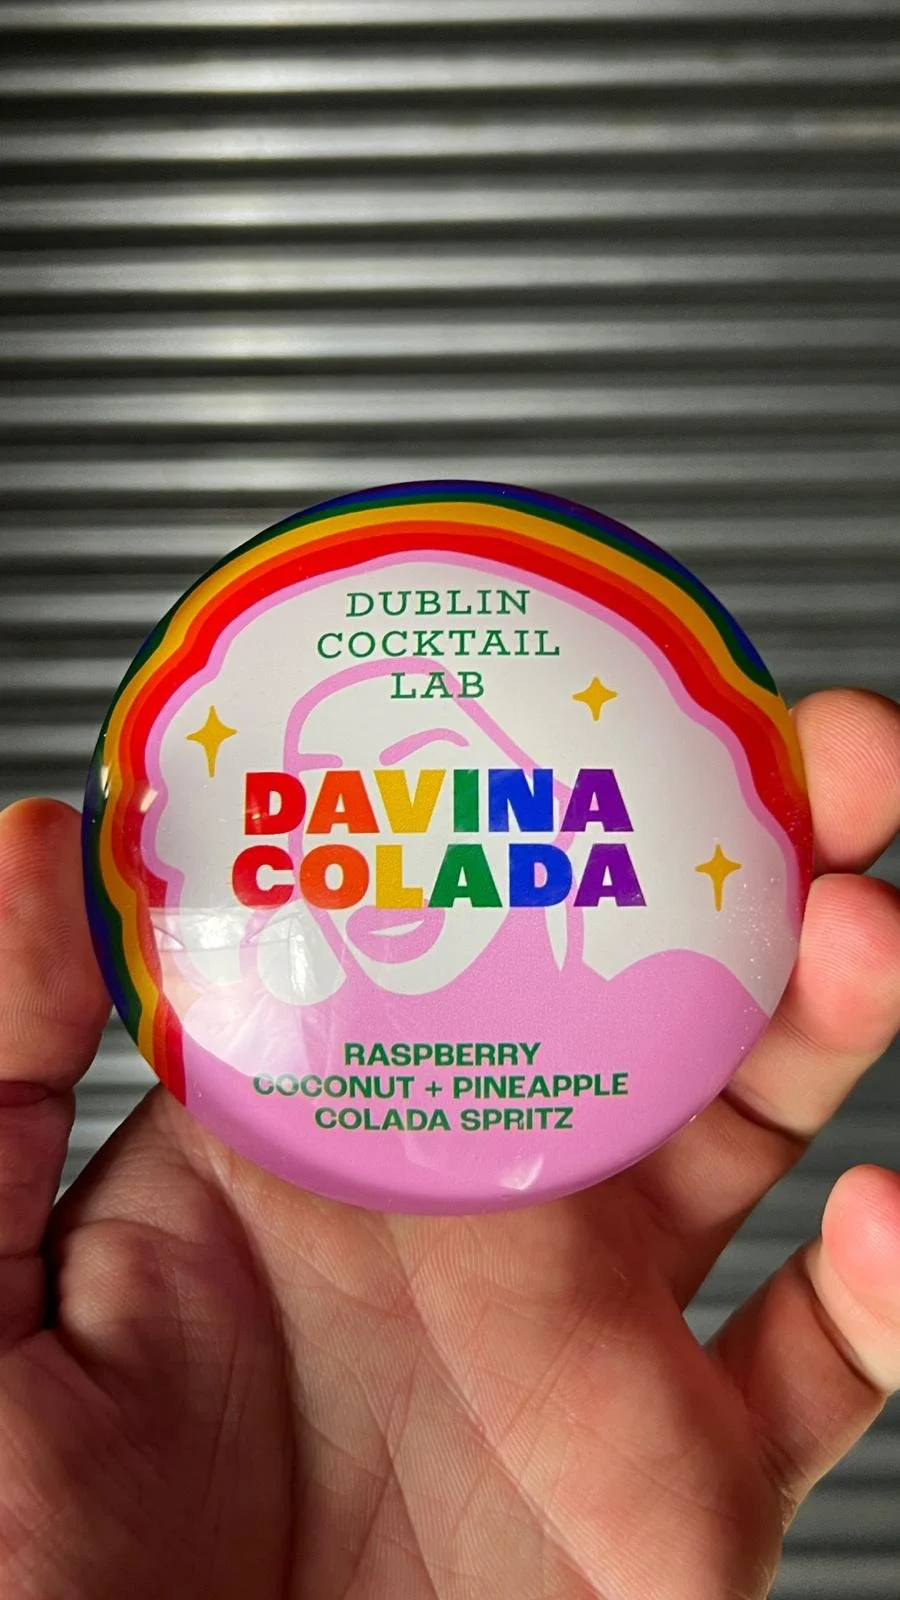 DUBLIN
COCKTAIL
LAB
DAVINA
COLADA
RASPBERRY
COCONUT + PINEAPPLE
COLADA SPRITZ